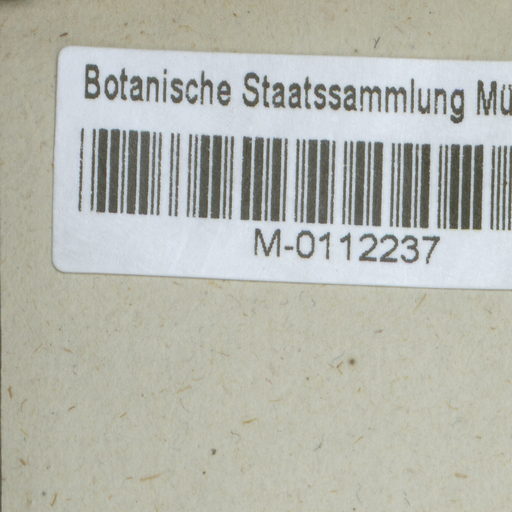 Botanische Staatssammlung Mü
M-0112237